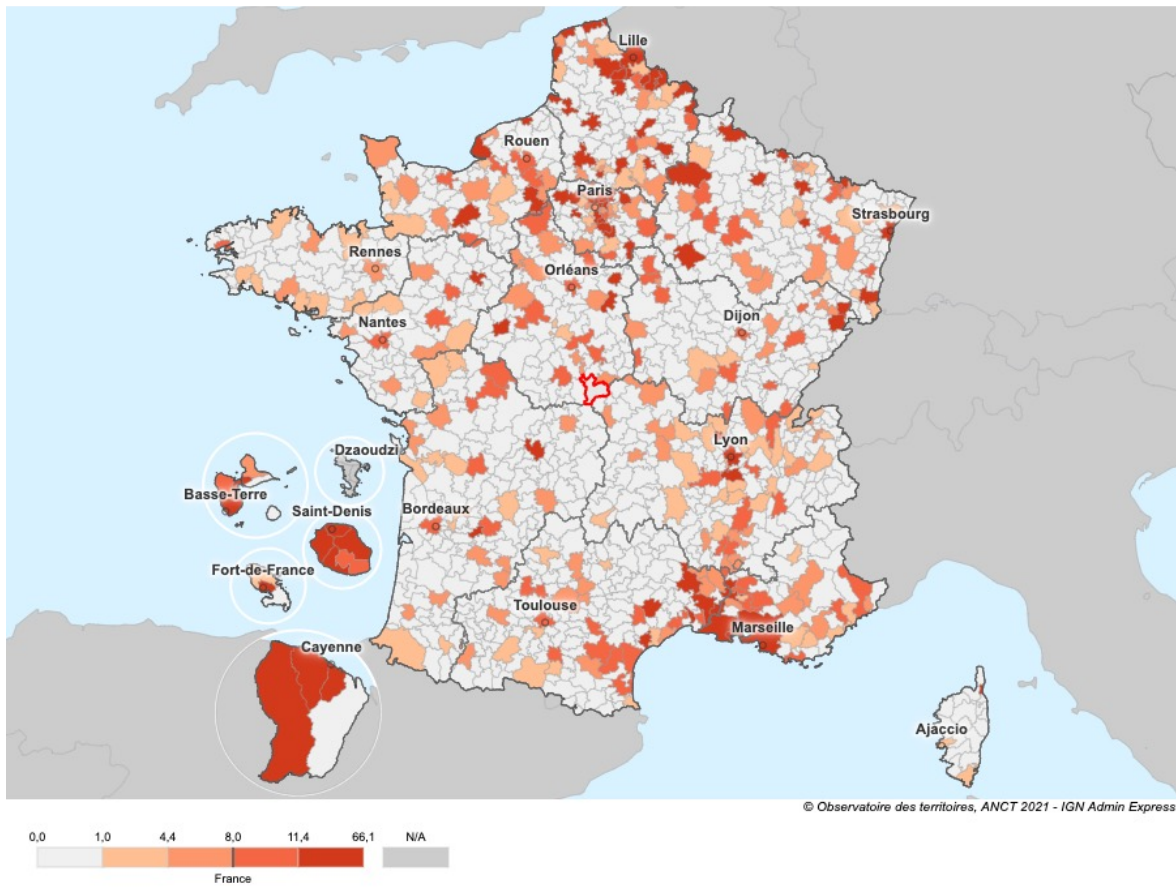 Lille
Rouen
Paris
Strasbourg
Rennes
Orléans
Dijon
Nantes
Lyon
Dzaoudzi
Basse-Terre
Saint-Denis
Bordeaux
Fort-de-France
Toulouse
Marseille
Cayenne
Ajaccio
© Observatoire des territoires, ANCT 2021 - IGN Admin Express
0,0 1,0 4,4 8,0 11,4 66,1 N/A
France